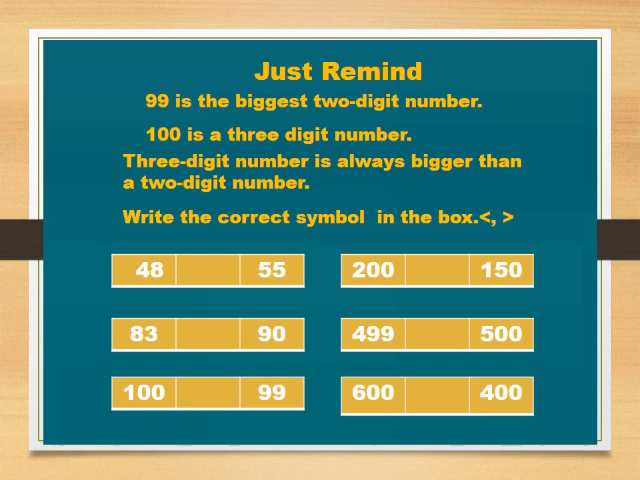 Just Remind
99 is the biggest two-digit number.
100 is a three digit number.
Three-digit number is always bigger than
a two-digit number.
Write the correct symbol  in the box.<, >
48 55 200 150
83 90 499 500
100 99 600 400